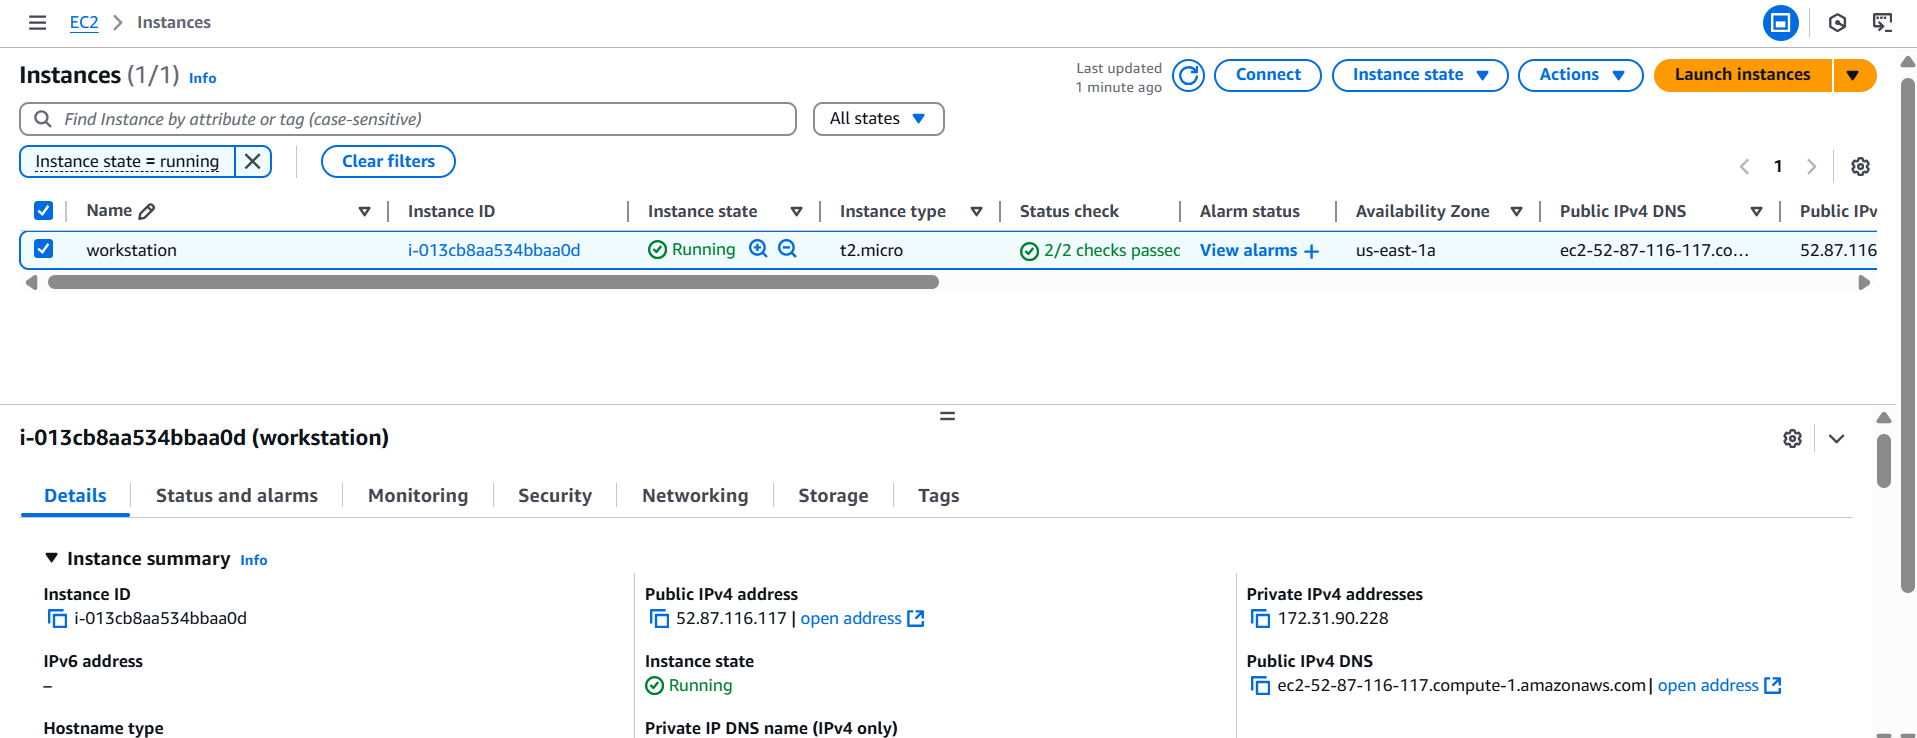 EC2 > Instances
Instances (1/1) Info
Last updated
1 minute ago
Connect
Instance state
Actions
Launch instances
Find Instance by attribute or tag (case-sensitive)
All states
Instance state = running
Clear filters
1
Name Instance ID Instance state Instance type Status check Alarm status Availability Zone Public IPv4 DNS Public IPv
workstation i-013cb8aa534bbaa0d Running t2.micro 2/2 checks passec View alarms + us-east-1a ec2-52-87-116-117.co... 52.87.116
i-013cb8aa534bbaa0d (workstation)
Details Status and alarms Monitoring Security Networking Storage Tags
Instance summary Info
Instance ID
i-013cb8aa534bbaa0d
Public IPv4 address
52.87.116.117 | open address
Private IPv4 addresses
172.31.90.228
IPv6 address
–
Instance state
Running
Public IPv4 DNS
ec2-52-87-116-117.compute-1.amazonaws.com | open address
Hostname type
Private IP DNS name (IPv4 only)